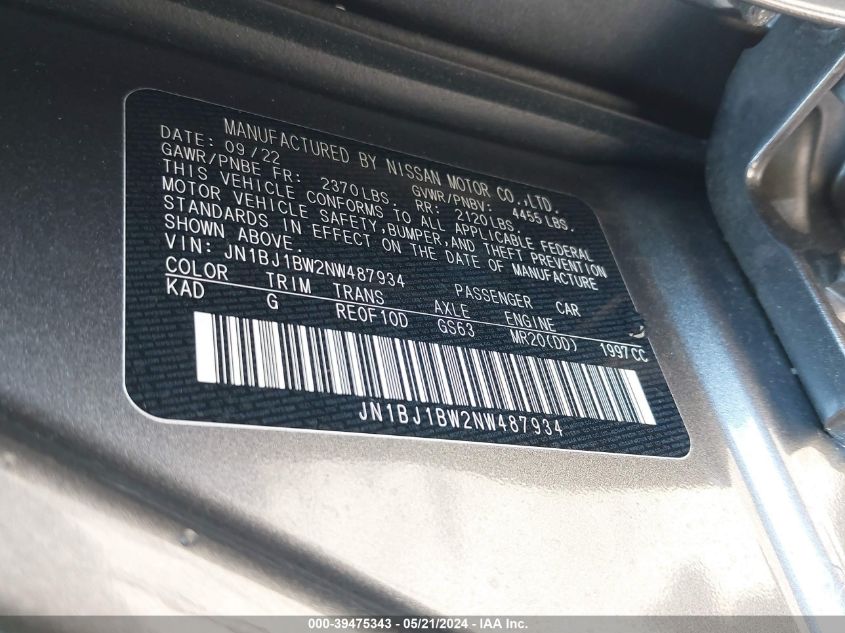 MANUFACTURED BY NISSAN MOTOR CO.,LTD.
DATE: 09/22 GVWR/PNBV: 4455 LBS.
GAWR/PNBE FR: 2370LBS. RR: 2120LBS.
THIS VEHICLE CONFORMS TO ALL APPLICABLE FEDERAL
MOTOR VEHICLE SAFETY,BUMPER,AND THEFT PREVENTION
STANDARDS IN EFFECT ON THE DATE OF MANUFACTURE
SHOWN ABOVE.
VIN: JN1BJ1BW2NW487934 PASSENGER CAR
COLOR TRIM TRANS AXLE ENGINE
KAD G RE0F10D GS63 MR20(DD) 1997CC
JN1BJ1BW2NW487934
000-39475343 - 05/21/2024 - IAA Inc.